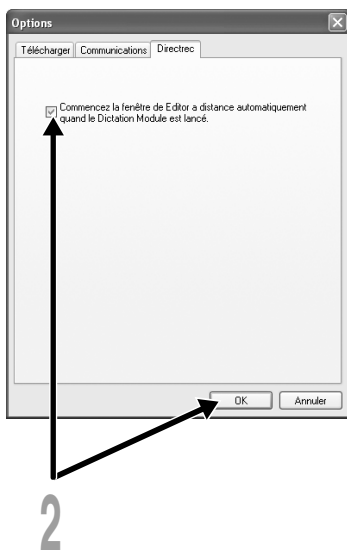 Options
Télécharger Communications Directrec
Commencez la fenêtre de Editor a distance automatiquement
quand le Dictation Module est lancé.
OK Annuler
2